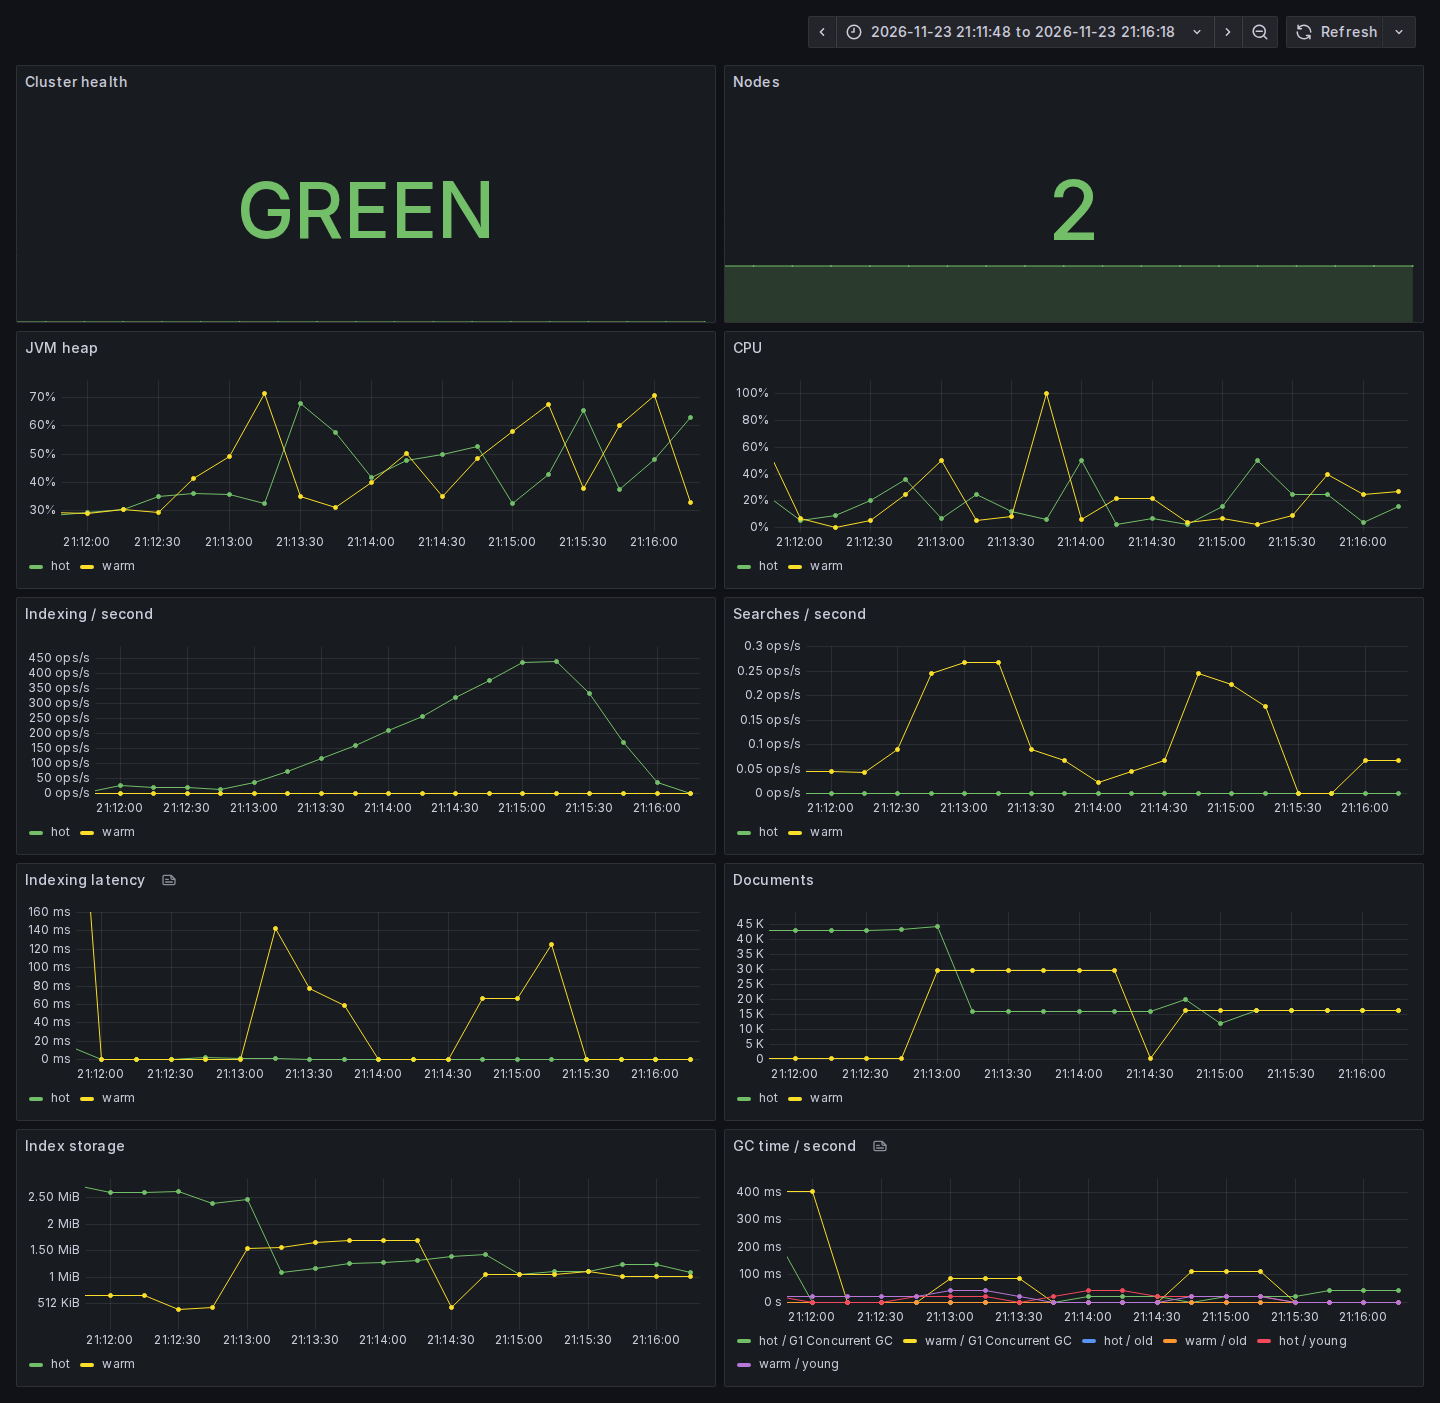 2026-11-23 21:11:48 to 2026-11-23 21:16:18 Refresh
Cluster health
GREEN
Nodes
2
JVM heap
70%
60%
50%
40%
30%
21:12:00 21:12:30 21:13:00 21:13:30 21:14:00 21:14:30 21:15:00 21:15:30 21:16:00
hot warm
CPU
100%
80%
60%
40%
20%
0%
21:12:00 21:12:30 21:13:00 21:13:30 21:14:00 21:14:30 21:15:00 21:15:30 21:16:00
hot warm
Indexing / second
450 ops/s
400 ops/s
350 ops/s
300 ops/s
250 ops/s
200 ops/s
150 ops/s
100 ops/s
50 ops/s
0 ops/s
21:12:00 21:12:30 21:13:00 21:13:30 21:14:00 21:14:30 21:15:00 21:15:30 21:16:00
hot warm
Searches / second
0.3 ops/s
0.25 ops/s
0.2 ops/s
0.15 ops/s
0.1 ops/s
0.05 ops/s
0 ops/s
21:12:00 21:12:30 21:13:00 21:13:30 21:14:00 21:14:30 21:15:00 21:15:30 21:16:00
hot warm
Indexing latency
160 ms
140 ms
120 ms
100 ms
80 ms
60 ms
40 ms
20 ms
0 ms
21:12:00 21:12:30 21:13:00 21:13:30 21:14:00 21:14:30 21:15:00 21:15:30 21:16:00
hot warm
Documents
45 K
40 K
35 K
30 K
25 K
20 K
15 K
10 K
5 K
0
21:12:00 21:12:30 21:13:00 21:13:30 21:14:00 21:14:30 21:15:00 21:15:30 21:16:00
hot warm
Index storage
2.50 MiB
2 MiB
1.50 MiB
1 MiB
512 KiB
21:12:00 21:12:30 21:13:00 21:13:30 21:14:00 21:14:30 21:15:00 21:15:30 21:16:00
hot warm
GC time / second
400 ms
300 ms
200 ms
100 ms
0 s
21:12:00 21:12:30 21:13:00 21:13:30 21:14:00 21:14:30 21:15:00 21:15:30 21:16:00
hot / G1 Concurrent GC warm / G1 Concurrent GC hot / old warm / old hot / young
warm / young